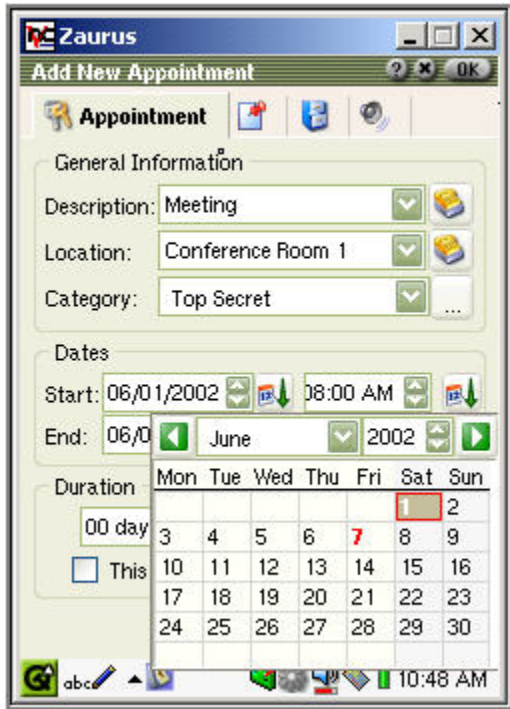 Zaurus
Add New Appointment ? OK
Appointment
General Information
Description: Meeting
Location: Conference Room 1
Category: Top Secret ...
Dates
Start: 06/01/2002 08:00 AM
End: 06/0
June 2002
Mon Tue Wed Thu Fri Sat Sun
1 2
3 4 5 6 7 8 9
10 11 12 13 14 15 16
17 18 19 20 21 22 23
24 25 26 27 28 29 30
Duration
00 day
This
abc 10:48 AM